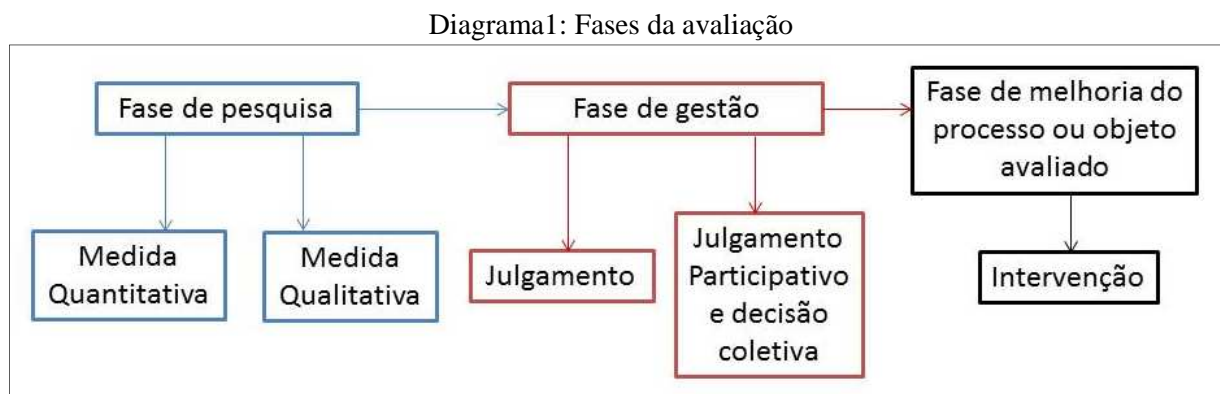 Diagrama1: Fases da avaliação
Fase de pesquisa
Fase de gestão
Fase de melhoria do
processo ou objeto
avaliado
Medida
Quantitativa
Medida
Qualitativa
Julgamento
Julgamento
Participativo
e decisão
coletiva
Intervenção